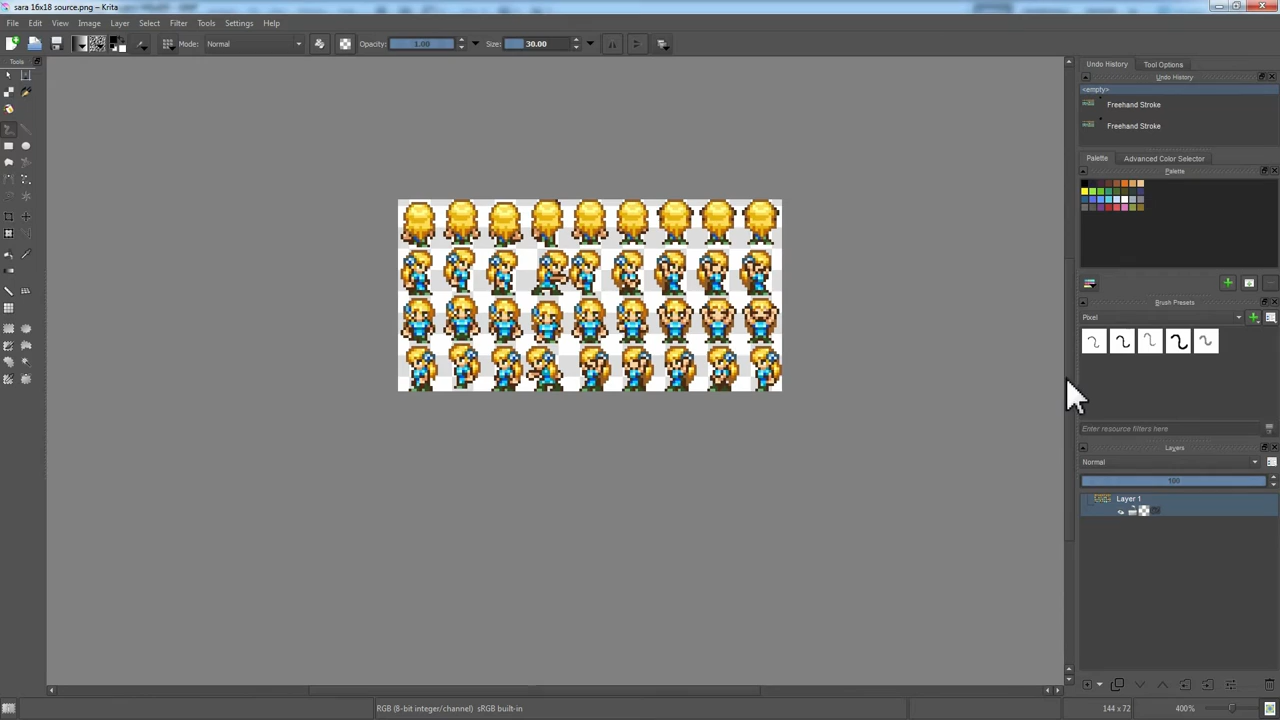 sara 16x18 source.png – Krita
File Edit View Image Layer Select Filter Tools Settings Help
Mode: Normal Opacity: 1.00 Size: 30.00
Tools
Undo History Tool Options
Undo History
<empty>
Freehand Stroke
Freehand Stroke
Palette Advanced Color Selector
Palette
Brush Presets
Pixel
Enter resource filters here
Layers
Normal
100
Layer 1
RGB (8-bit integer/channel) sRGB built-in 144 x 72 400%